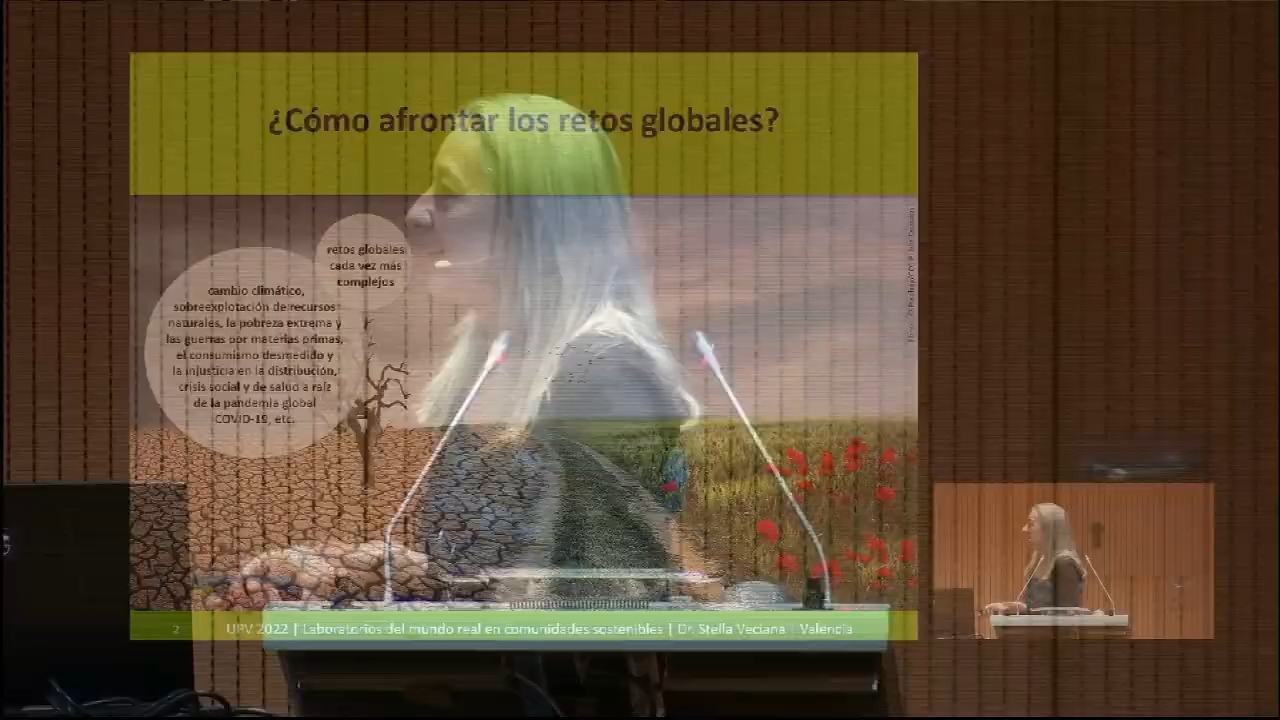 ¿Cómo afrontar los retos globales?
retos globales
cada vez más
complejos
cambio climático,
sobreexplotación de recursos
naturales, la pobreza extrema y
las guerras por materias primas,
el consumismo desmedido y
la injusticia en la distribución,
crisis social y de salud a raíz
de la pandemia global
COVID-19, etc.
2
UPV 2022 | Laboratorios del mundo real en comunidades sostenibles | Dr. Stella Veciana | Valencia